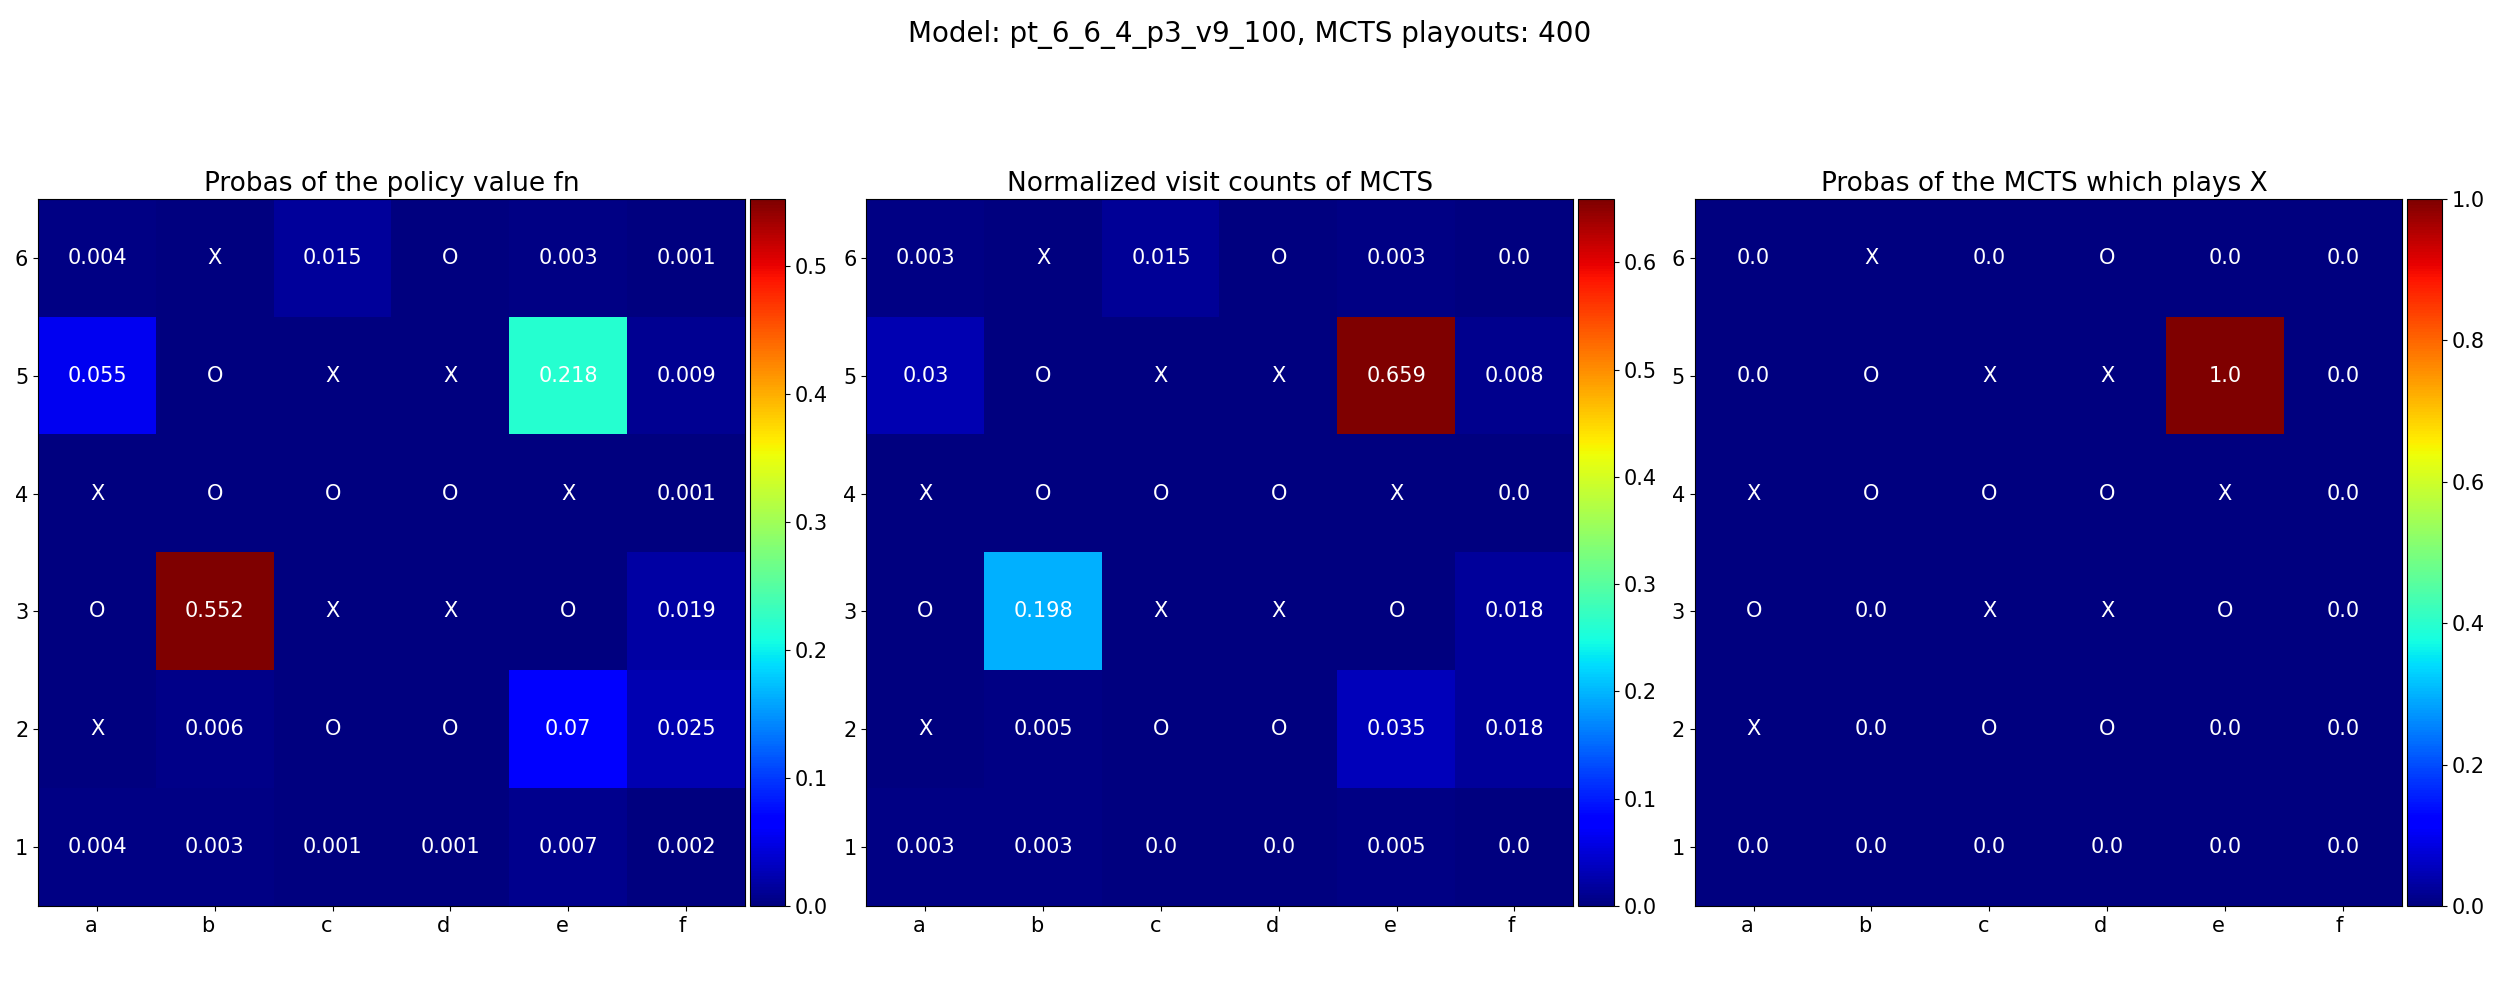 Model: pt_6_6_4_p3_v9_100, MCTS playouts: 400
Probas of the policy value fn
6 0.004 X 0.015 O 0.003 0.001
5 0.055 O X X 0.218 0.009
4 X O O O X 0.001
3 O 0.552 X X O 0.019
2 X 0.006 O O 0.07 0.025
1 0.004 0.003 0.001 0.001 0.007 0.002
a b c d e f
0.5
0.4
0.3
0.2
0.1
0.0
Normalized visit counts of MCTS
6 0.003 X 0.015 O 0.003 0.0
5 0.03 O X X 0.659 0.008
4 X O O O X 0.0
3 O 0.198 X X O 0.018
2 X 0.005 O O 0.035 0.018
1 0.003 0.003 0.0 0.0 0.005 0.0
a b c d e f
0.6
0.5
0.4
0.3
0.2
0.1
0.0
Probas of the MCTS which plays X
6 0.0 X 0.0 O 0.0 0.0
5 0.0 O X X 1.0 0.0
4 X O O O X 0.0
3 O 0.0 X X O 0.0
2 X 0.0 O O 0.0 0.0
1 0.0 0.0 0.0 0.0 0.0 0.0
a b c d e f
1.0
0.8
0.6
0.4
0.2
0.0